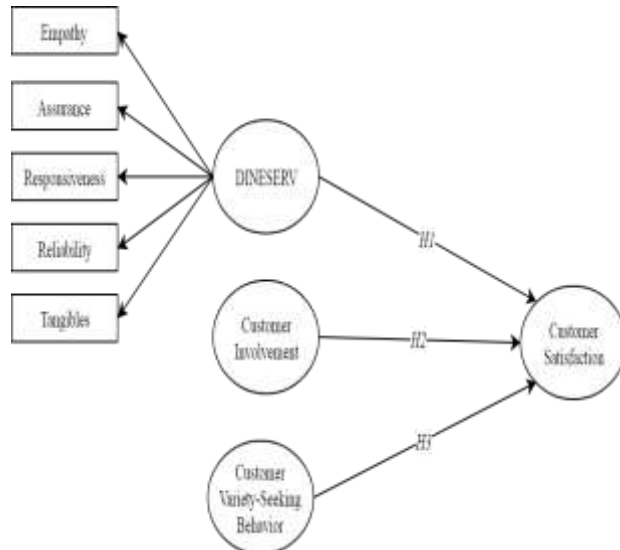 Empathy
Assurance
Responsiveness
Reliability
Tangibles
DINESERV
H1
Customer
Involvement
H2
Customer
Satisfaction
H3
Customer
Variety-Seeking
Behavior